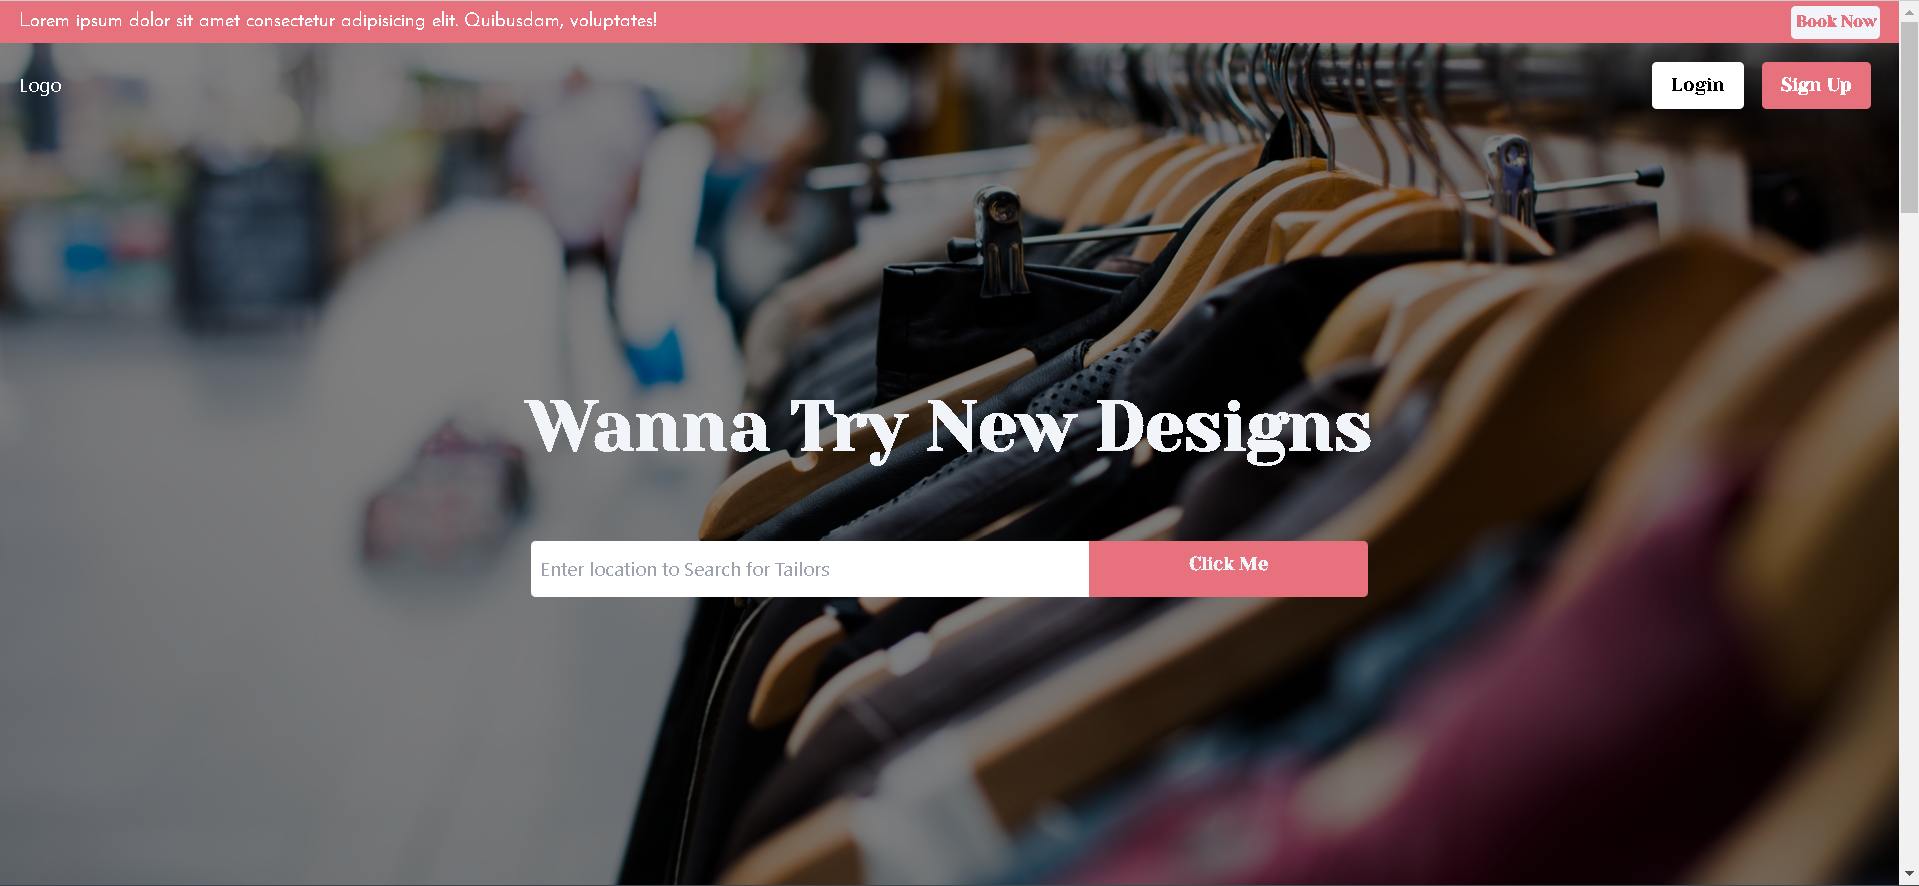 Lorem ipsum dolor sit amet consectetur adipisicing elit. Quibusdam, voluptates!
Book Now
Logo
Login
Sign Up
Wanna Try New Designs
Enter location to Search for Tailors
Click Me